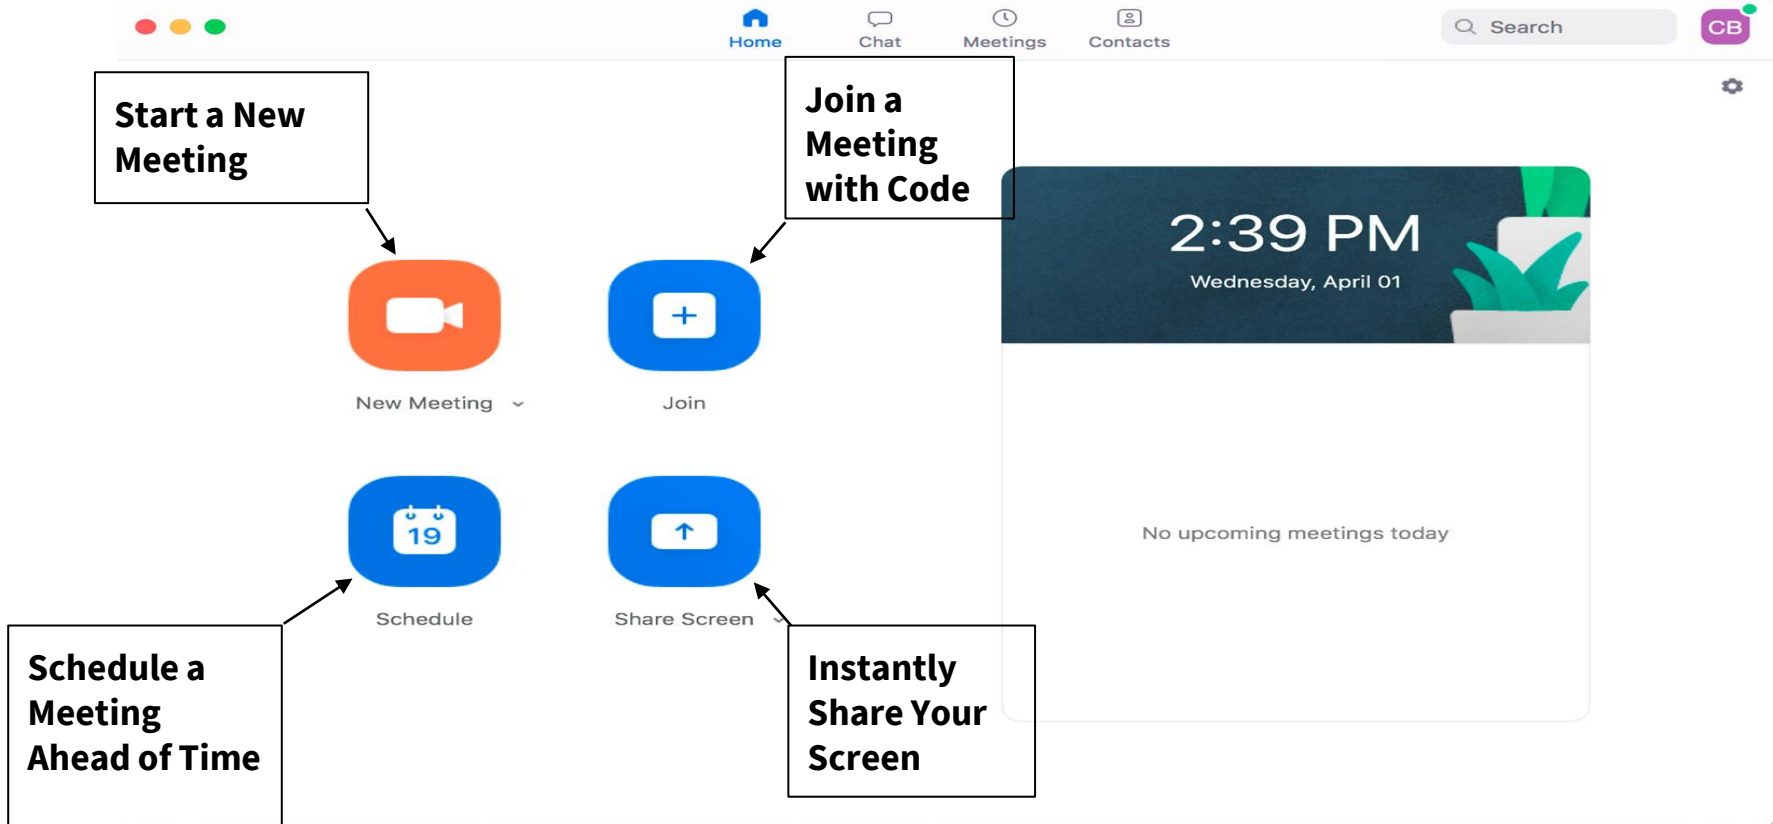 Home
Chat
Meetings
Contacts
Search
CB
Start a New
Meeting
Join a
Meeting
with Code
2:39 PM
Wednesday, April 01
New Meeting
Join
19
Schedule
Share Screen
No upcoming meetings today
Schedule a
Meeting
Ahead of Time
Instantly
Share Your
Screen